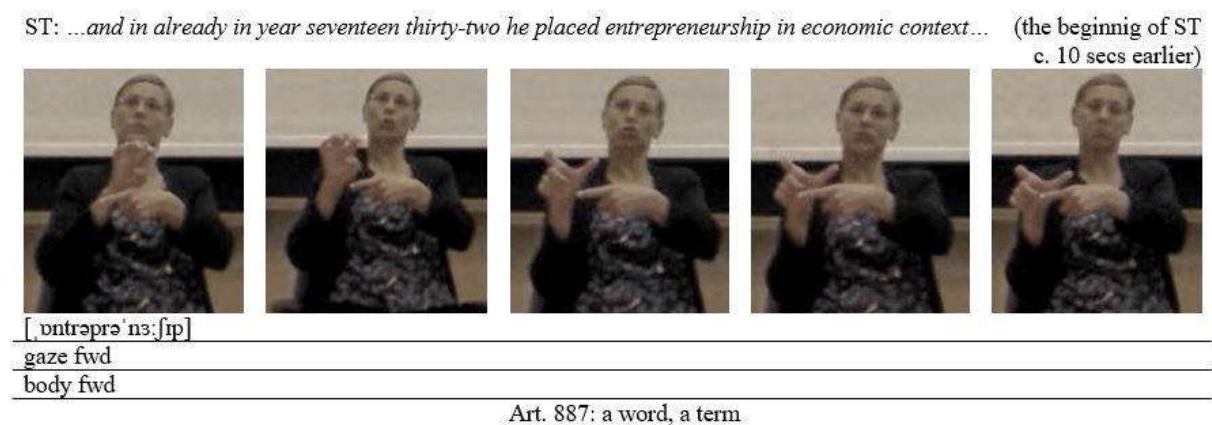 ST: ...and in already in year seventeen thirty-two he placed entrepreneurship in economic context... (the beginnig of ST
c. 10 secs earlier)
[ˌɒntrəprəˈnɜːʃɪp]
gaze fwd
body fwd
Art. 887: a word, a term